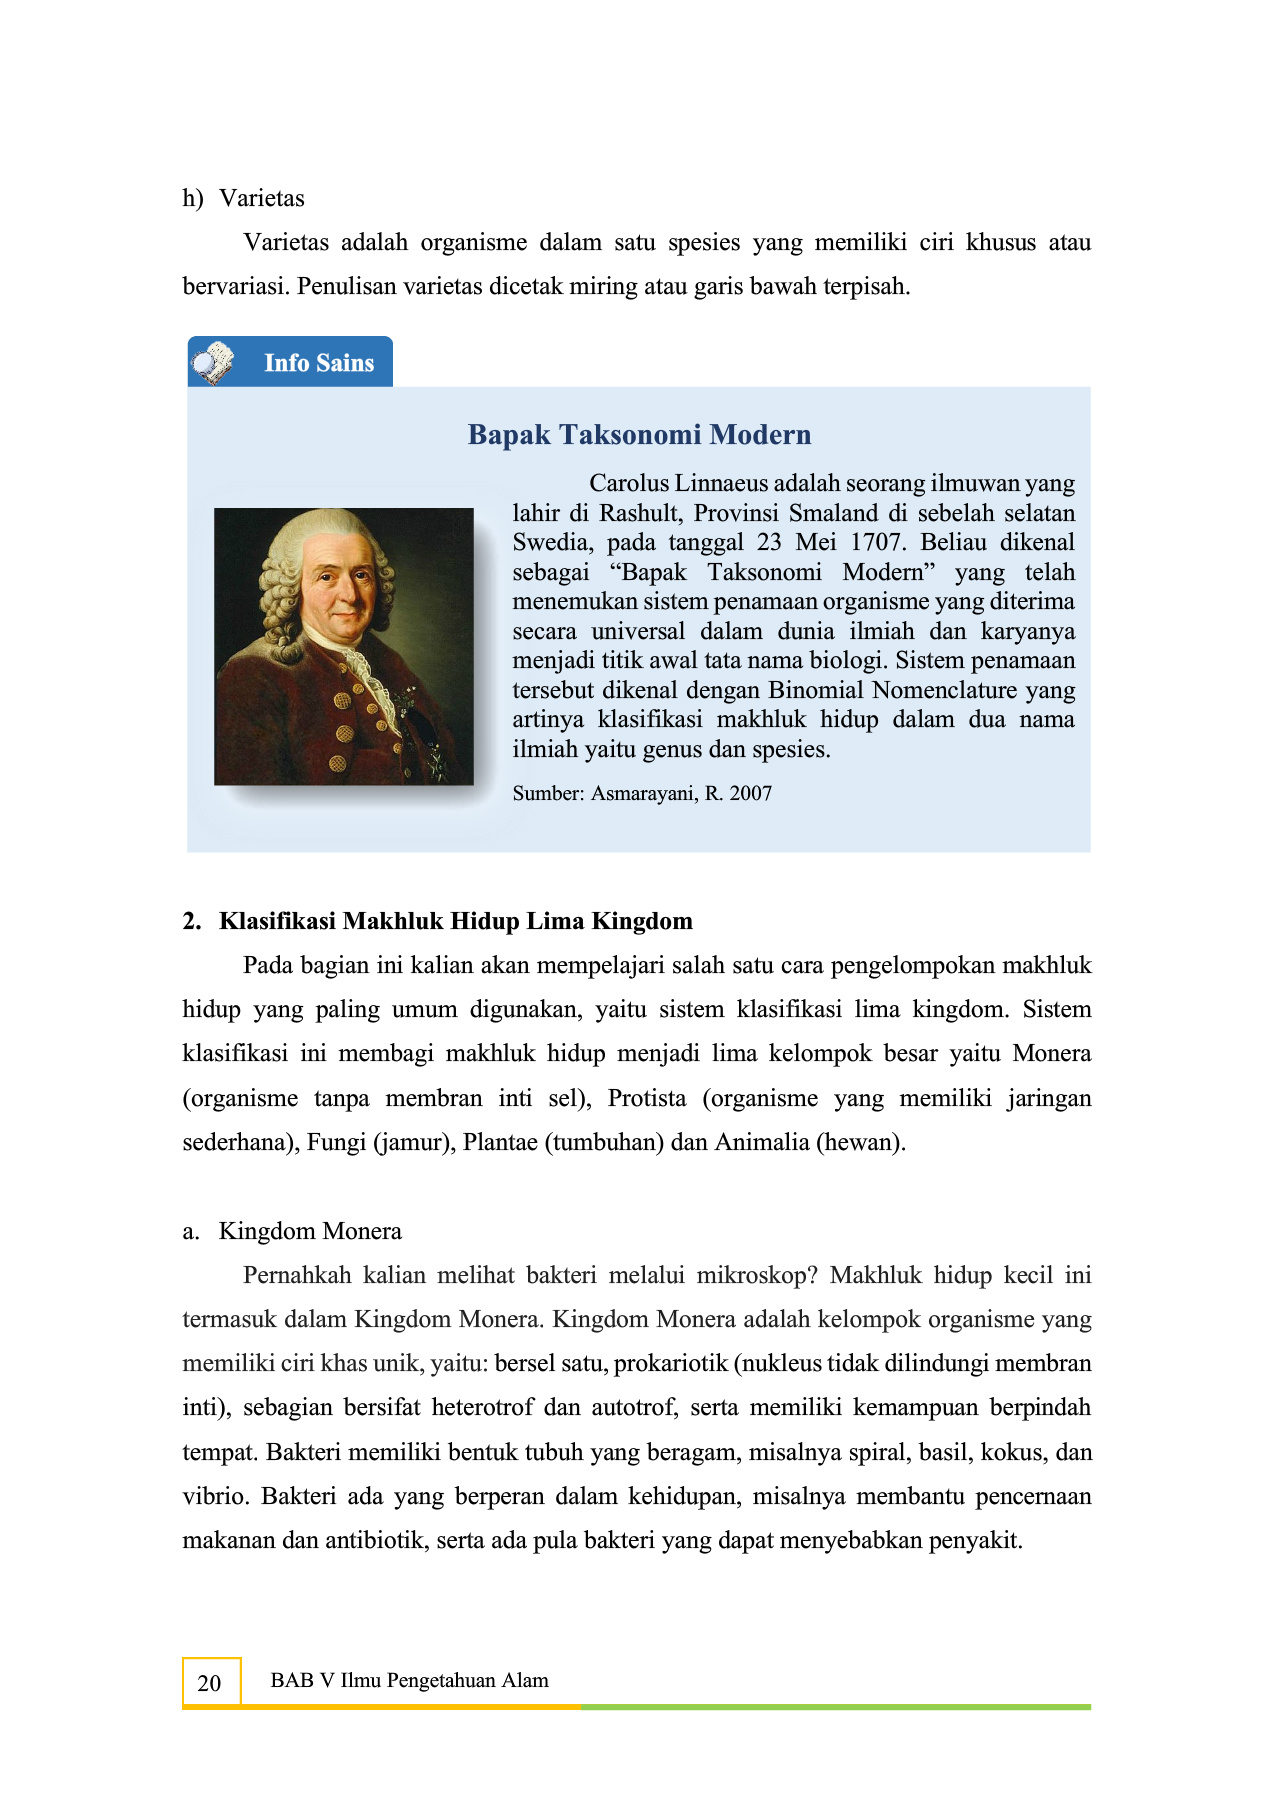 h) Varietas
Varietas adalah organisme dalam satu spesies yang memiliki ciri khusus atau
bervariasi. Penulisan varietas dicetak miring atau garis bawah terpisah.
Info Sains
Bapak Taksonomi Modern
Carolus Linnaeus adalah seorang ilmuwan yang
lahir di Rashult, Provinsi Smaland di sebelah selatan
Swedia, pada tanggal 23 Mei 1707. Beliau dikenal
sebagai “Bapak Taksonomi Modern” yang telah
menemukan sistem penamaan organisme yang diterima
secara universal dalam dunia ilmiah dan karyanya
menjadi titik awal tata nama biologi. Sistem penamaan
tersebut dikenal dengan Binomial Nomenclature yang
artinya klasifikasi makhluk hidup dalam dua nama
ilmiah yaitu genus dan spesies.
Sumber: Asmarayani, R. 2007
2. Klasifikasi Makhluk Hidup Lima Kingdom
Pada bagian ini kalian akan mempelajari salah satu cara pengelompokan makhluk
hidup yang paling umum digunakan, yaitu sistem klasifikasi lima kingdom. Sistem
klasifikasi ini membagi makhluk hidup menjadi lima kelompok besar yaitu Monera
(organisme tanpa membran inti sel), Protista (organisme yang memiliki jaringan
sederhana), Fungi (jamur), Plantae (tumbuhan) dan Animalia (hewan).
a. Kingdom Monera
Pernahkah kalian melihat bakteri melalui mikroskop? Makhluk hidup kecil ini
termasuk dalam Kingdom Monera. Kingdom Monera adalah kelompok organisme yang
memiliki ciri khas unik, yaitu: bersel satu, prokariotik (nukleus tidak dilindungi membran
inti), sebagian bersifat heterotrof dan autotrof, serta memiliki kemampuan berpindah
tempat. Bakteri memiliki bentuk tubuh yang beragam, misalnya spiral, basil, kokus, dan
vibrio. Bakteri ada yang berperan dalam kehidupan, misalnya membantu pencernaan
makanan dan antibiotik, serta ada pula bakteri yang dapat menyebabkan penyakit.
20
BAB V Ilmu Pengetahuan Alam